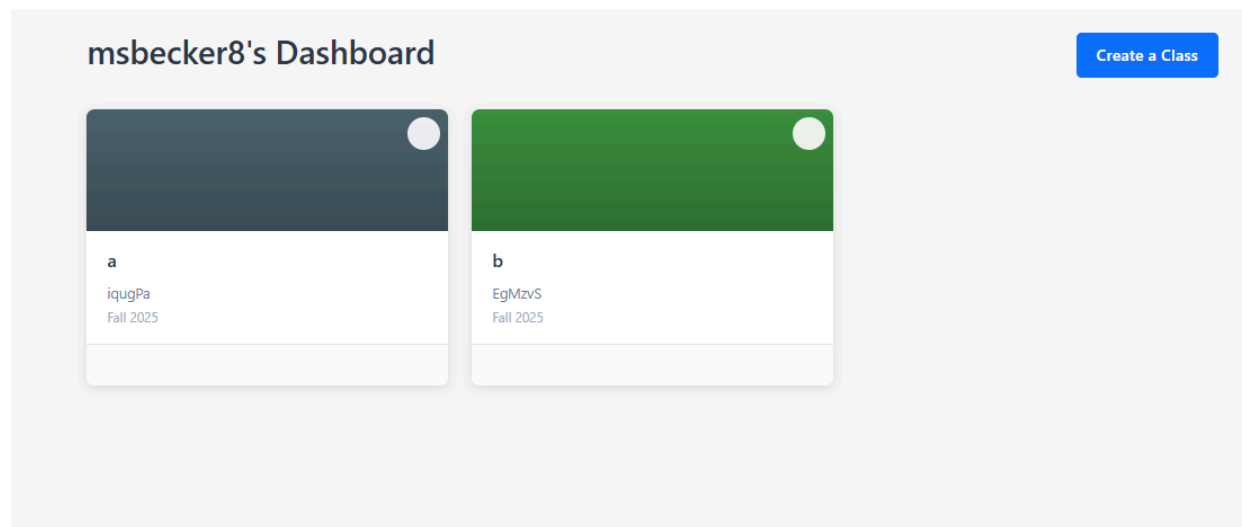 msbecker8's Dashboard
Create a Class
a
iqugPa
Fall 2025
b
EgMzvS
Fall 2025